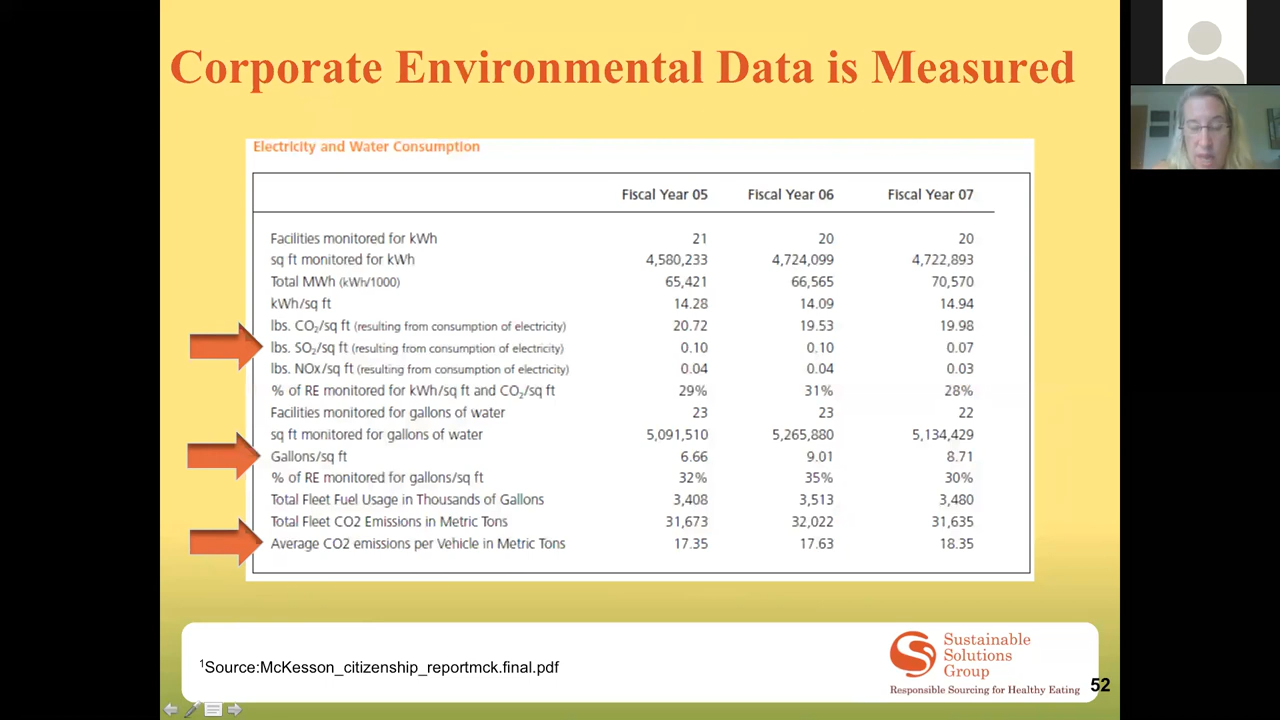 Corporate Environmental Data is Measured
Electricity and Water Consumption
Fiscal Year 05 Fiscal Year 06 Fiscal Year 07
Facilities monitored for kWh 21 20 20
sq ft monitored for kWh 4,580,233 4,724,099 4,722,893
Total MWh (kWh/1000) 65,421 66,565 70,570
kWh/sq ft 14.28 14.09 14.94
lbs. CO₂/sq ft (resulting from consumption of electricity) 20.72 19.53 19.98
lbs. SO₂/sq ft (resulting from consumption of electricity) 0.10 0.10 0.07
lbs. NOx/sq ft (resulting from consumption of electricity) 0.04 0.04 0.03
% of RE monitored for kWh/sq ft and CO₂/sq ft 29% 31% 28%
Facilities monitored for gallons of water 23 23 22
sq ft monitored for gallons of water 5,091,510 5,265,880 5,134,429
Gallons/sq ft 6.66 9.01 8.71
% of RE monitored for gallons/sq ft 32% 35% 30%
Total Fleet Fuel Usage in Thousands of Gallons 3,408 3,513 3,480
Total Fleet CO2 Emissions in Metric Tons 31,673 32,022 31,635
Average CO2 emissions per Vehicle in Metric Tons 17.35 17.63 18.35
¹Source:McKesson_citizenship_reportmck.final.pdf
Sustainable
Solutions
Group
Responsible Sourcing for Healthy Eating
52